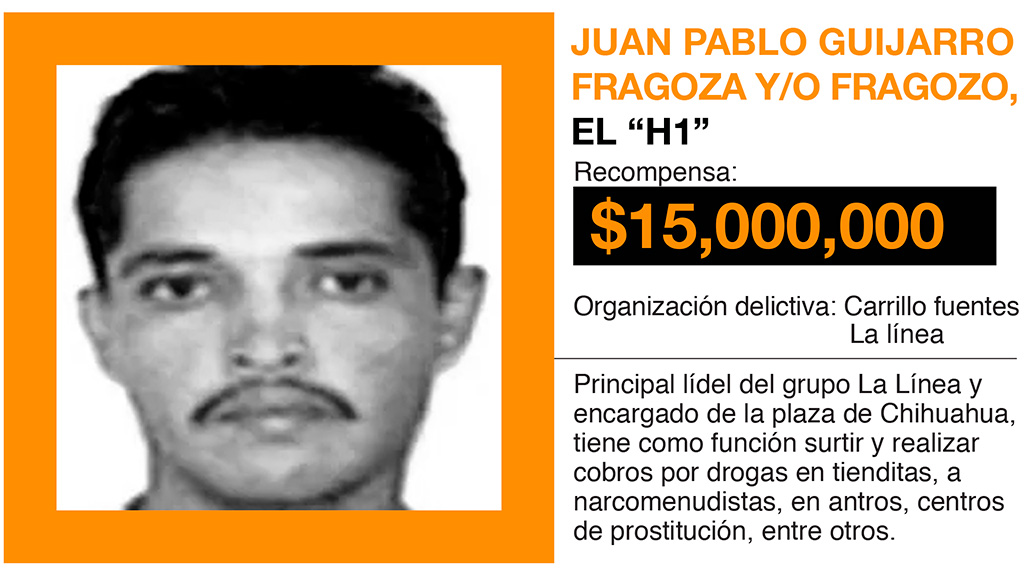 JUAN PABLO GUIJARRO
FRAGOZA Y/O FRAGOZO,
EL “H1”
Recompensa:
$15,000,000
Organización delictiva: Carrillo fuentes
La línea
Principal lídel del grupo La Línea y
encargado de la plaza de Chihuahua,
tiene como función surtir y realizar
cobros por drogas en tienditas, a
narcomenudistas, en antros, centros
de prostitución, entre otros.